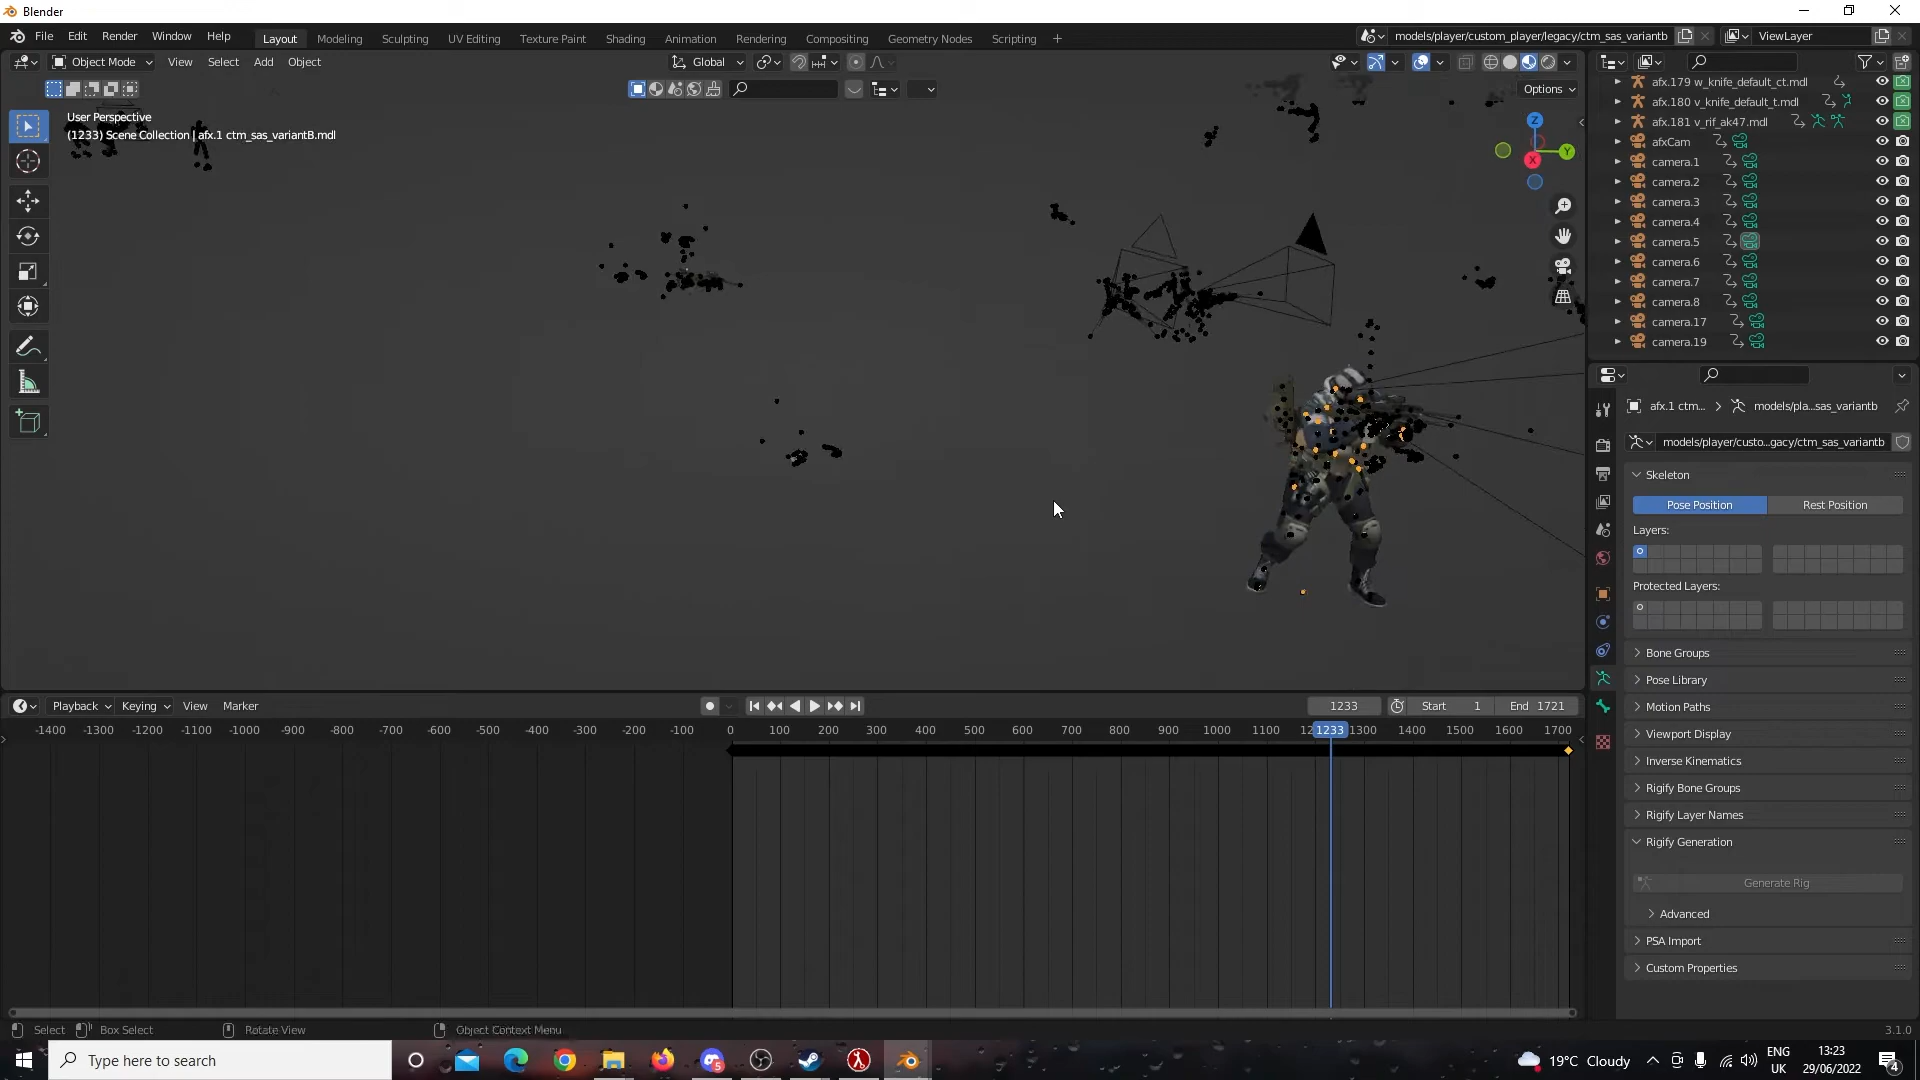 Blender
File Edit Render Window Help
Layout Modeling Sculpting UV Editing Texture Paint Shading Animation Rendering Compositing Geometry Nodes Scripting +
models/player/custom_player/legacy/ctm_sas_variantb
ViewLayer
Object Mode View Select Add Object
Global
Options
User Perspective
(1233) Scene Collection | afx.1 ctm_sas_variantB.mdl
Z
Y
X
afx.179 w_knife_default_ct.mdl
afx.180 v_knife_default_t.mdl
afx.181 v_rif_ak47.mdl
afxCam
camera.1
camera.2
camera.3
camera.4
camera.5
camera.6
camera.7
camera.8
camera.17
camera.19
afx.1 ctm... > models/pla...sas_variantb
models/player/custo...gacy/ctm_sas_variantb
Skeleton
Pose Position Rest Position
Layers:
Protected Layers:
Bone Groups
Pose Library
Motion Paths
Viewport Display
Inverse Kinematics
Rigify Bone Groups
Rigify Layer Names
Rigify Generation
Generate Rig
Advanced
PSA Import
Custom Properties
Playback Keying View Marker
1233 Start 1 End 1721
-1400 -1300 -1200 -1100 -1000 -900 -800 -700 -600 -500 -400 -300 -200 -100 0 100 200 300 400 500 600 700 800 900 1000 1100 12 1233 1300 1400 1500 1600 1700
Select Box Select Rotate View Object Context Menu
3.1.0
Type here to search
5
19°C Cloudy
ENG
UK
13:23
29/06/2022
4